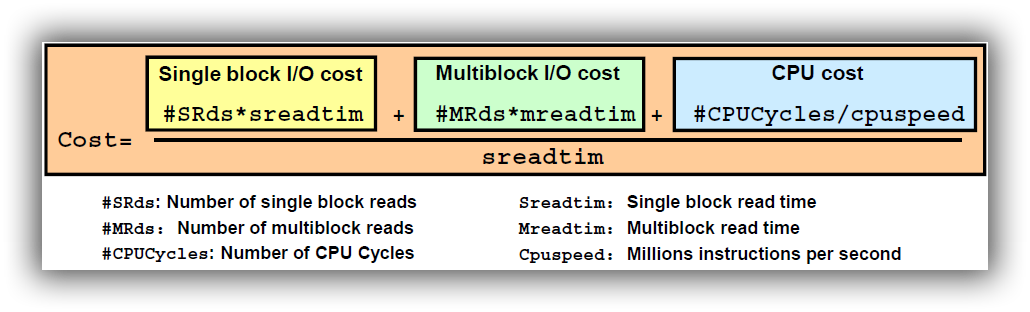 Single block I/O cost Multiblock I/O cost CPU cost
#SRds*sreadtim + #MRds*mreadtim + #CPUCycles/cpuspeed
Cost=
sreadtim
#SRds: Number of single block reads Sreadtim: Single block read time
#MRds: Number of multiblock reads Mreadtim: Multiblock read time
#CPUCycles: Number of CPU Cycles Cpuspeed: Millions instructions per second